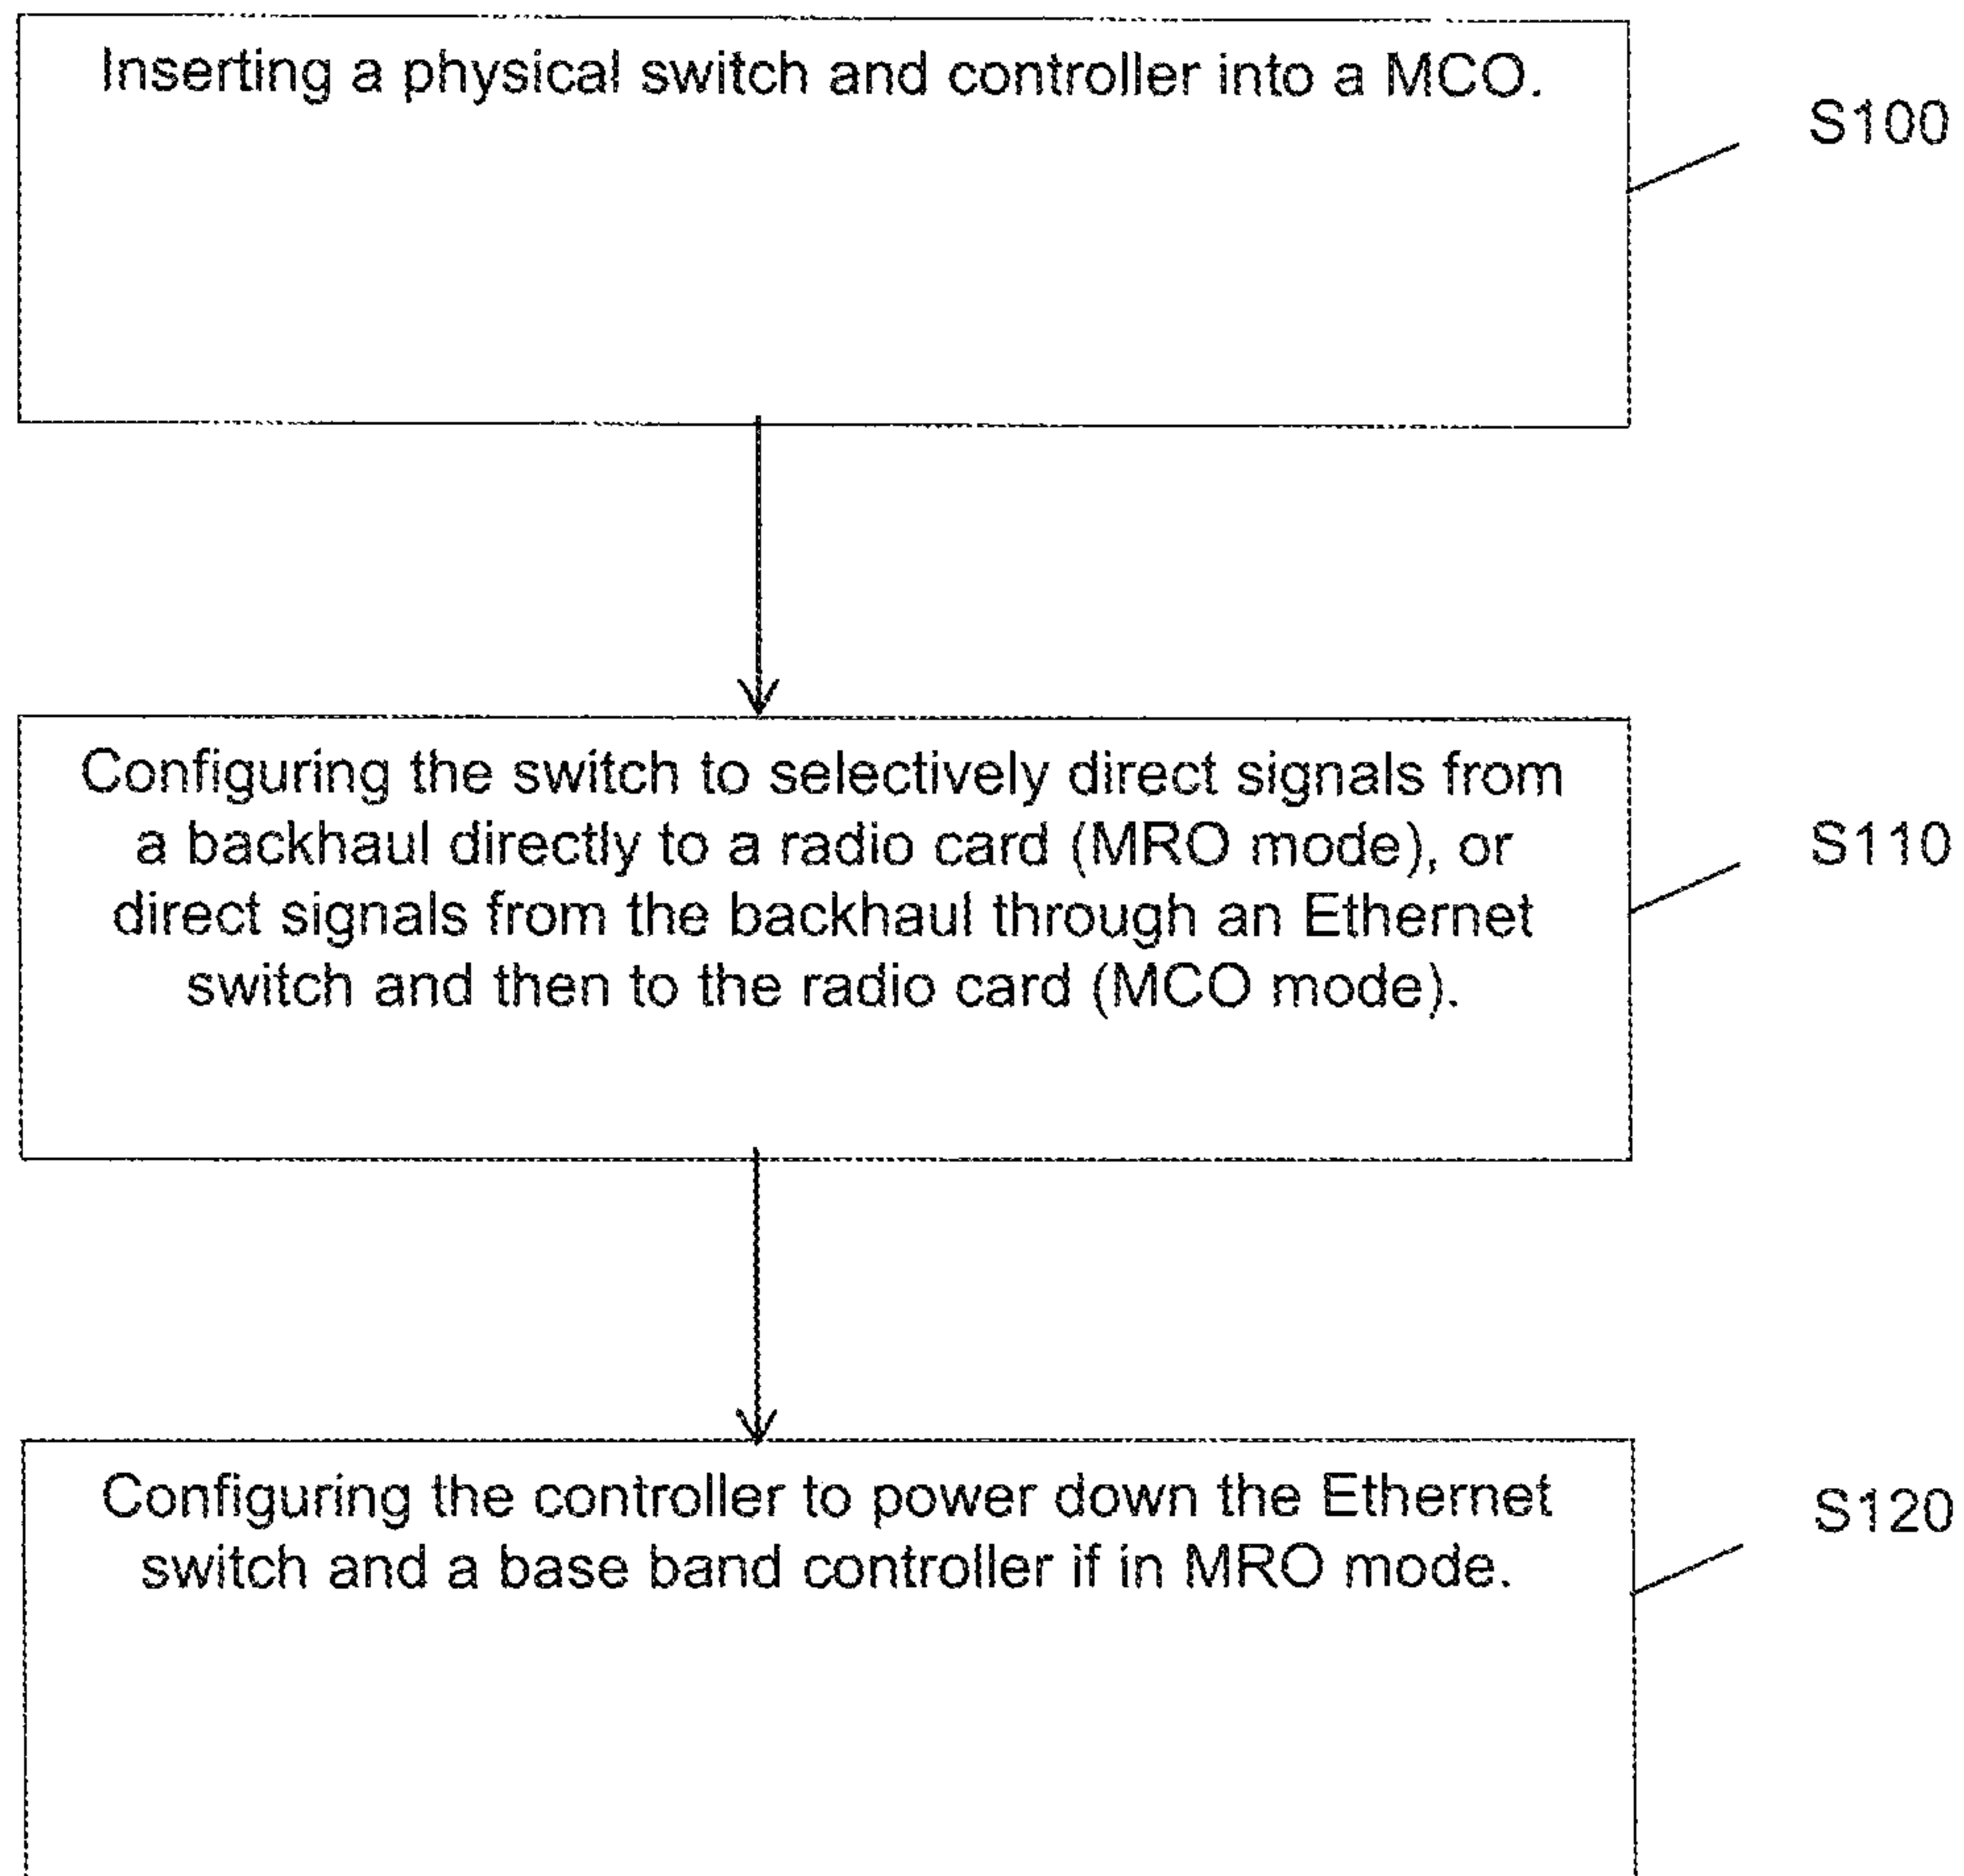 Inserting a physical switch and controller into a MCO.
S100
Configuring the switch to selectively direct signals from
a backhaul directly to a radio card (MRO mode), or
direct signals from the backhaul through an Ethernet
switch and then to the radio card (MCO mode).
S110
Configuring the controller to power down the Ethernet
switch and a base band controller if in MRO mode.
S120